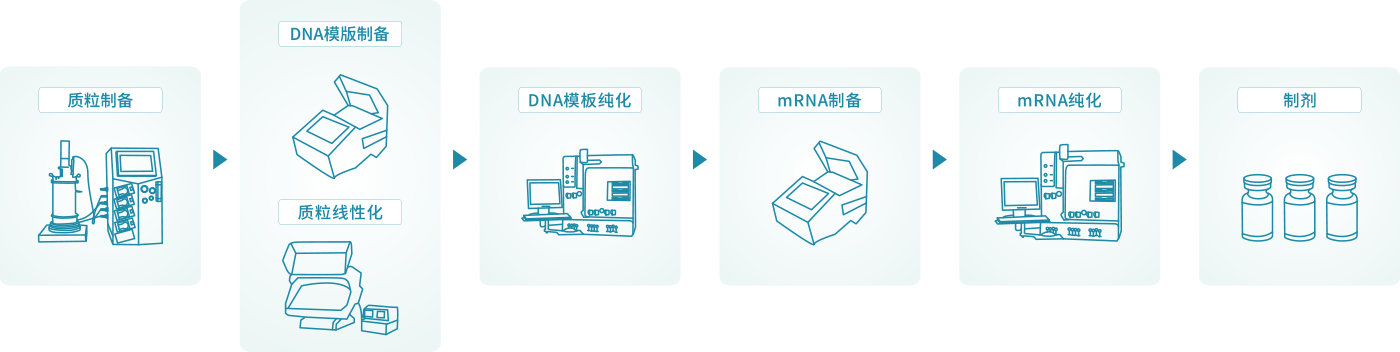 质粒制备
DNA模版制备
质粒线性化
DNA模板纯化
mRNA制备
mRNA纯化
制剂